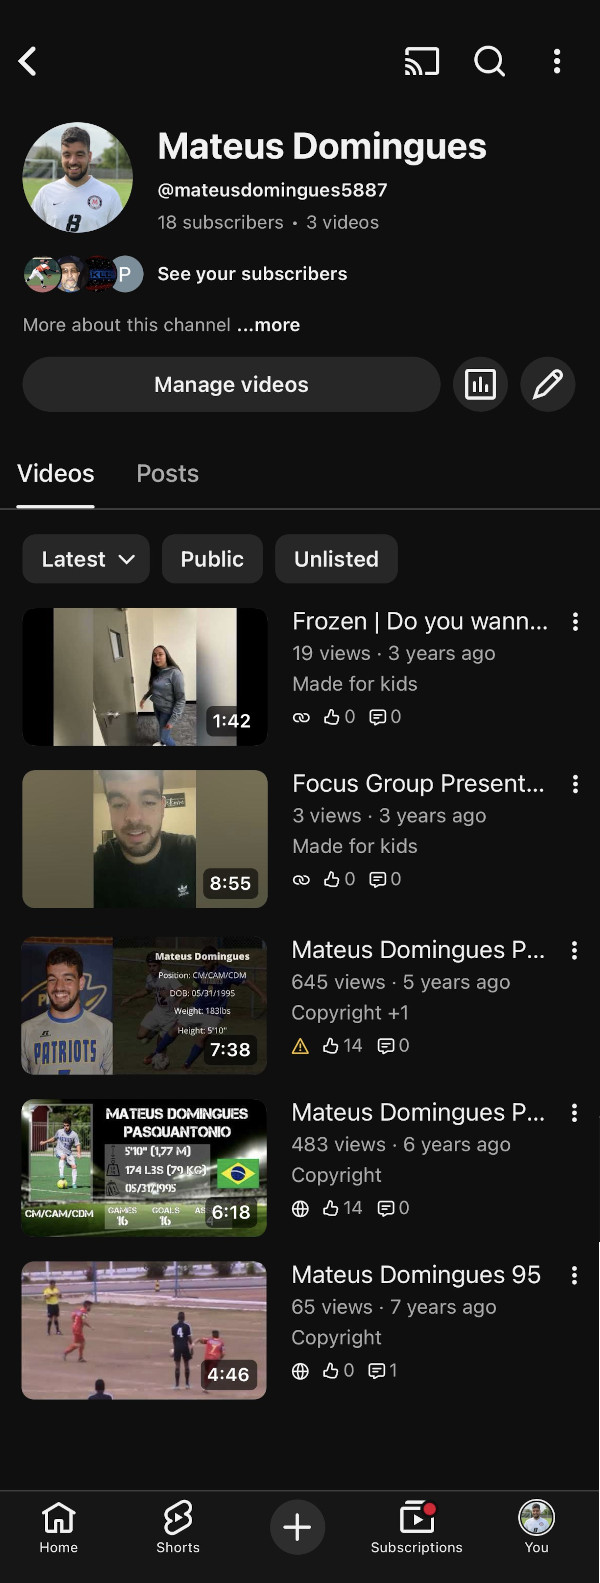 Mateus Domingues
@mateusdomingues5887
18 subscribers • 3 videos
P
See your subscribers
More about this channel ...more
Manage videos
Videos
Posts
Latest
Public
Unlisted
Frozen | Do you wann...
19 views · 3 years ago
Made for kids
0 0
1:42
Focus Group Present...
3 views · 3 years ago
Made for kids
0 0
8:55
Mateus Domingues
Position: CM/CAM/CDM
DOB: 05/31/1995
Weight: 183lbs
Height: 5'10"
PATRIOTS
7:38
Mateus Domingues P...
645 views · 5 years ago
Copyright +1
14 0
MATEUS DOMINGUES
PASQUANTONIO
5'10" (1,77 M)
174 L3S (79 KG)
05/31/1995
CM/CAM/CDM
GAMES
16
GOALS
16
AS
4
6:18
Mateus Domingues P...
483 views · 6 years ago
Copyright
14 0
4
7
4:46
Mateus Domingues 95
65 views · 7 years ago
Copyright
0 1
Home
Shorts
Subscriptions
You